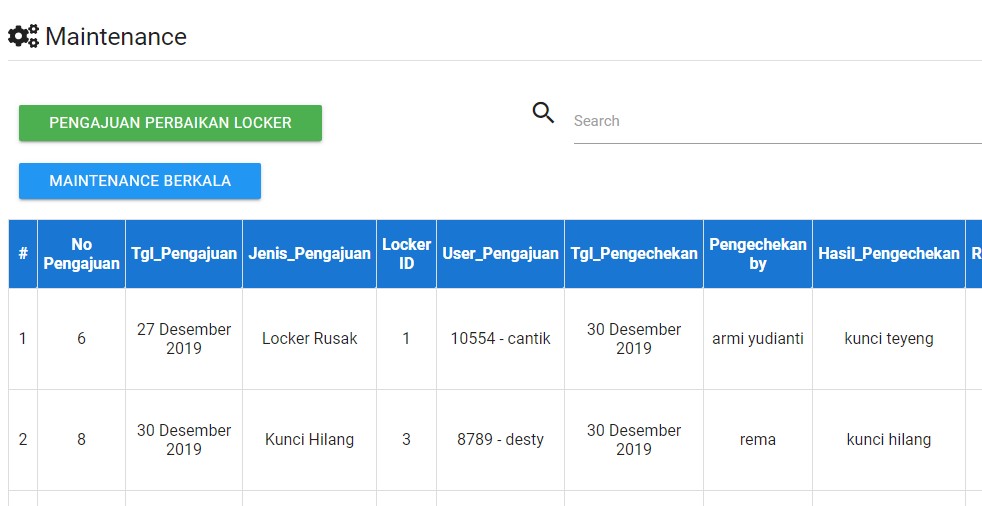 Maintenance
PENGAJUAN PERBAIKAN LOCKER
Search
MAINTENANCE BERKALA
# No Pengajuan Tgl_Pengajuan Jenis_Pengajuan Locker ID User_Pengajuan Tgl_Pengechekan Pengechekan by Hasil_Pengechekan R
1 6 27 Desember 2019 Locker Rusak 1 10554 - cantik 30 Desember 2019 armi yudianti kunci teyeng
2 8 30 Desember 2019 Kunci Hilang 3 8789 - desty 30 Desember 2019 rema kunci hilang